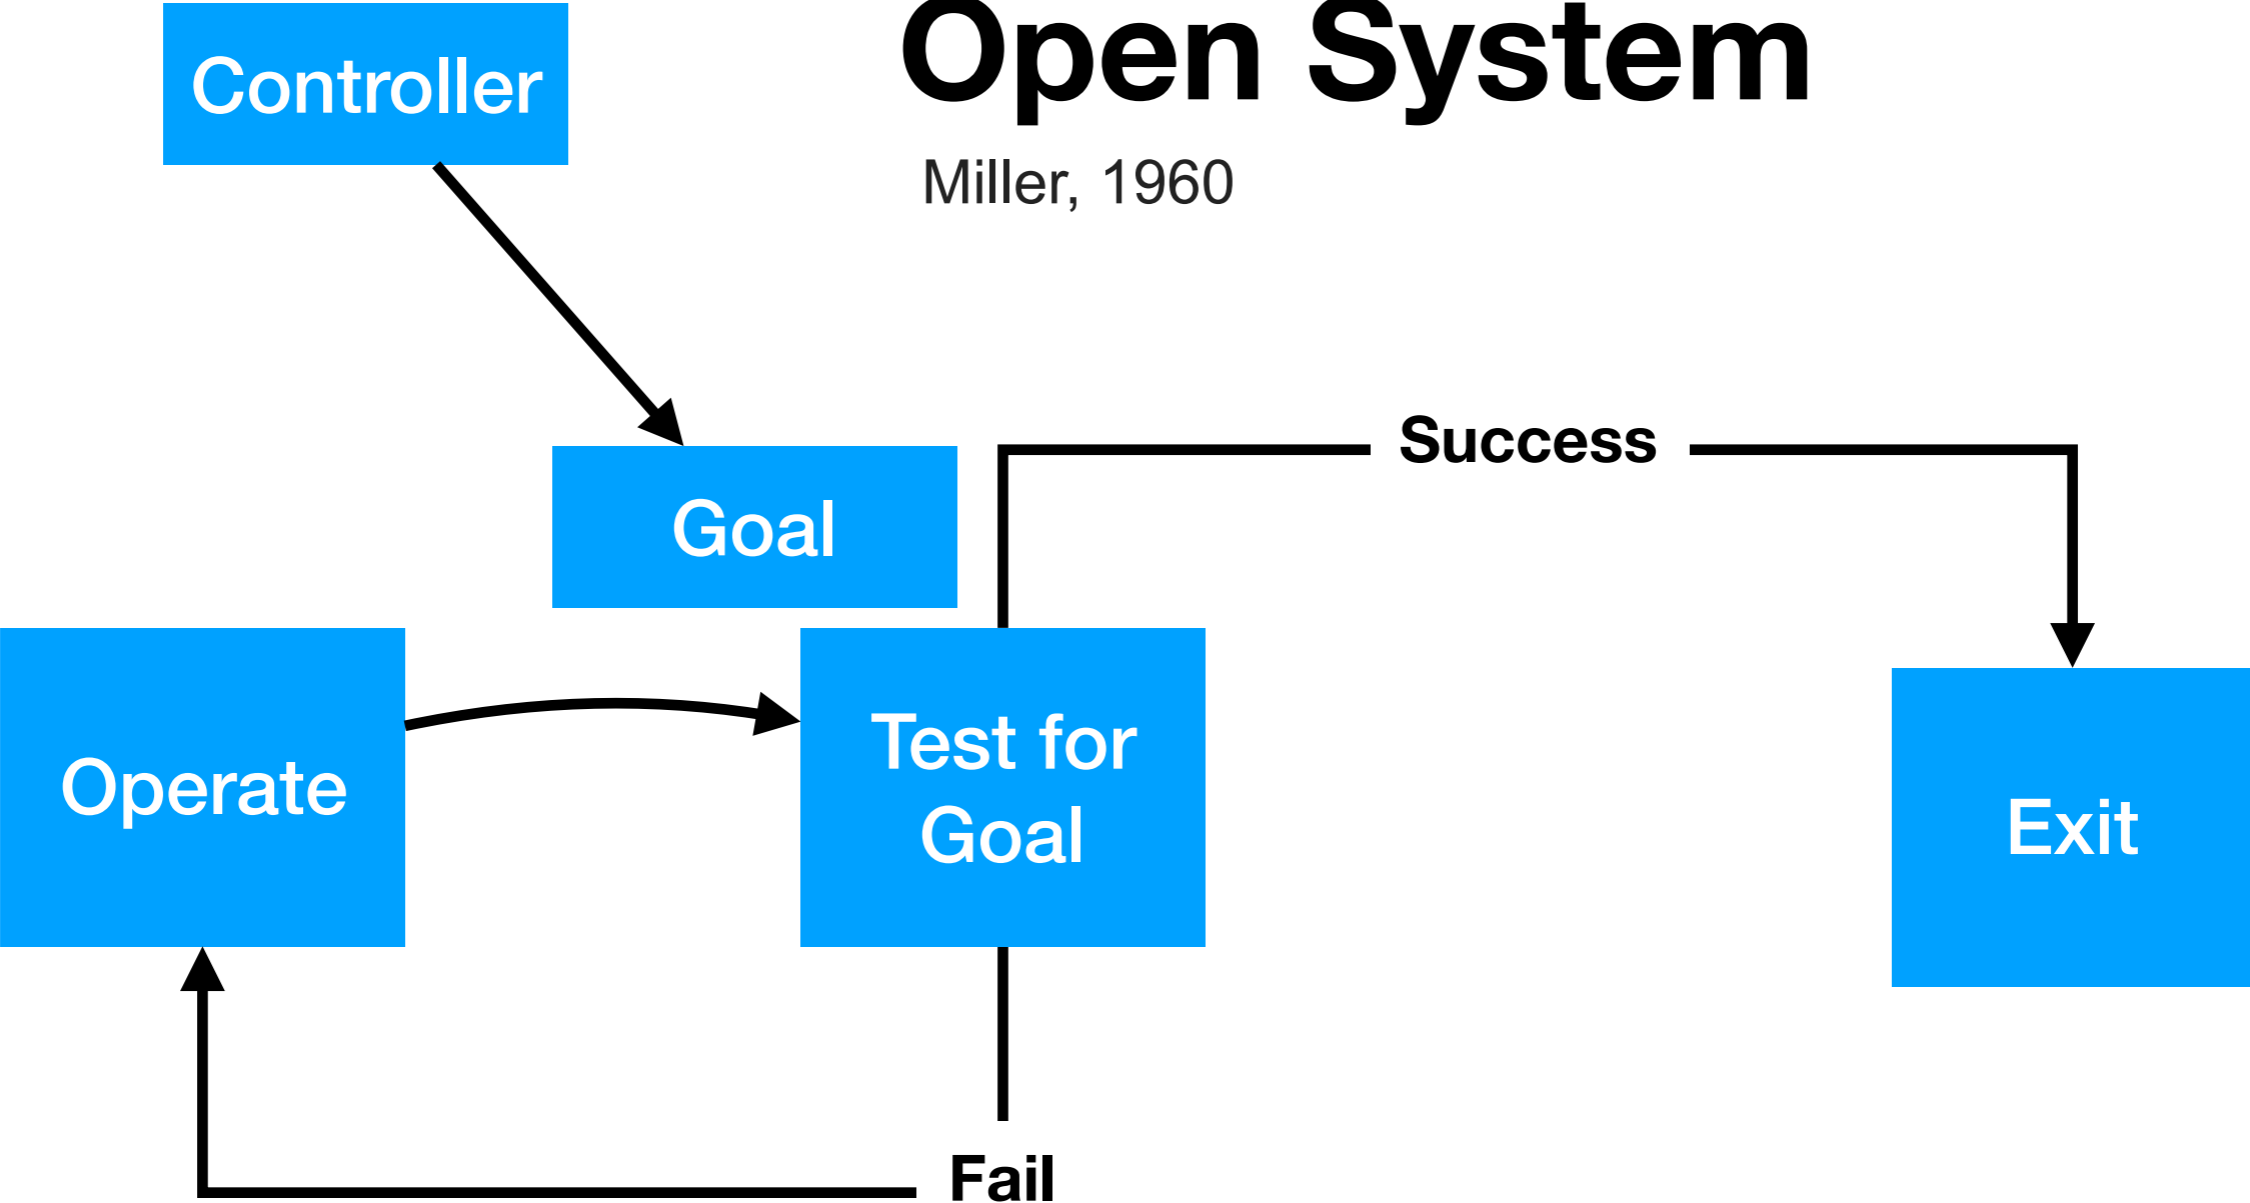 Open System
Controller
Miller, 1960
Success
Goal
Test for
Goal
Operate
Exit
Fail